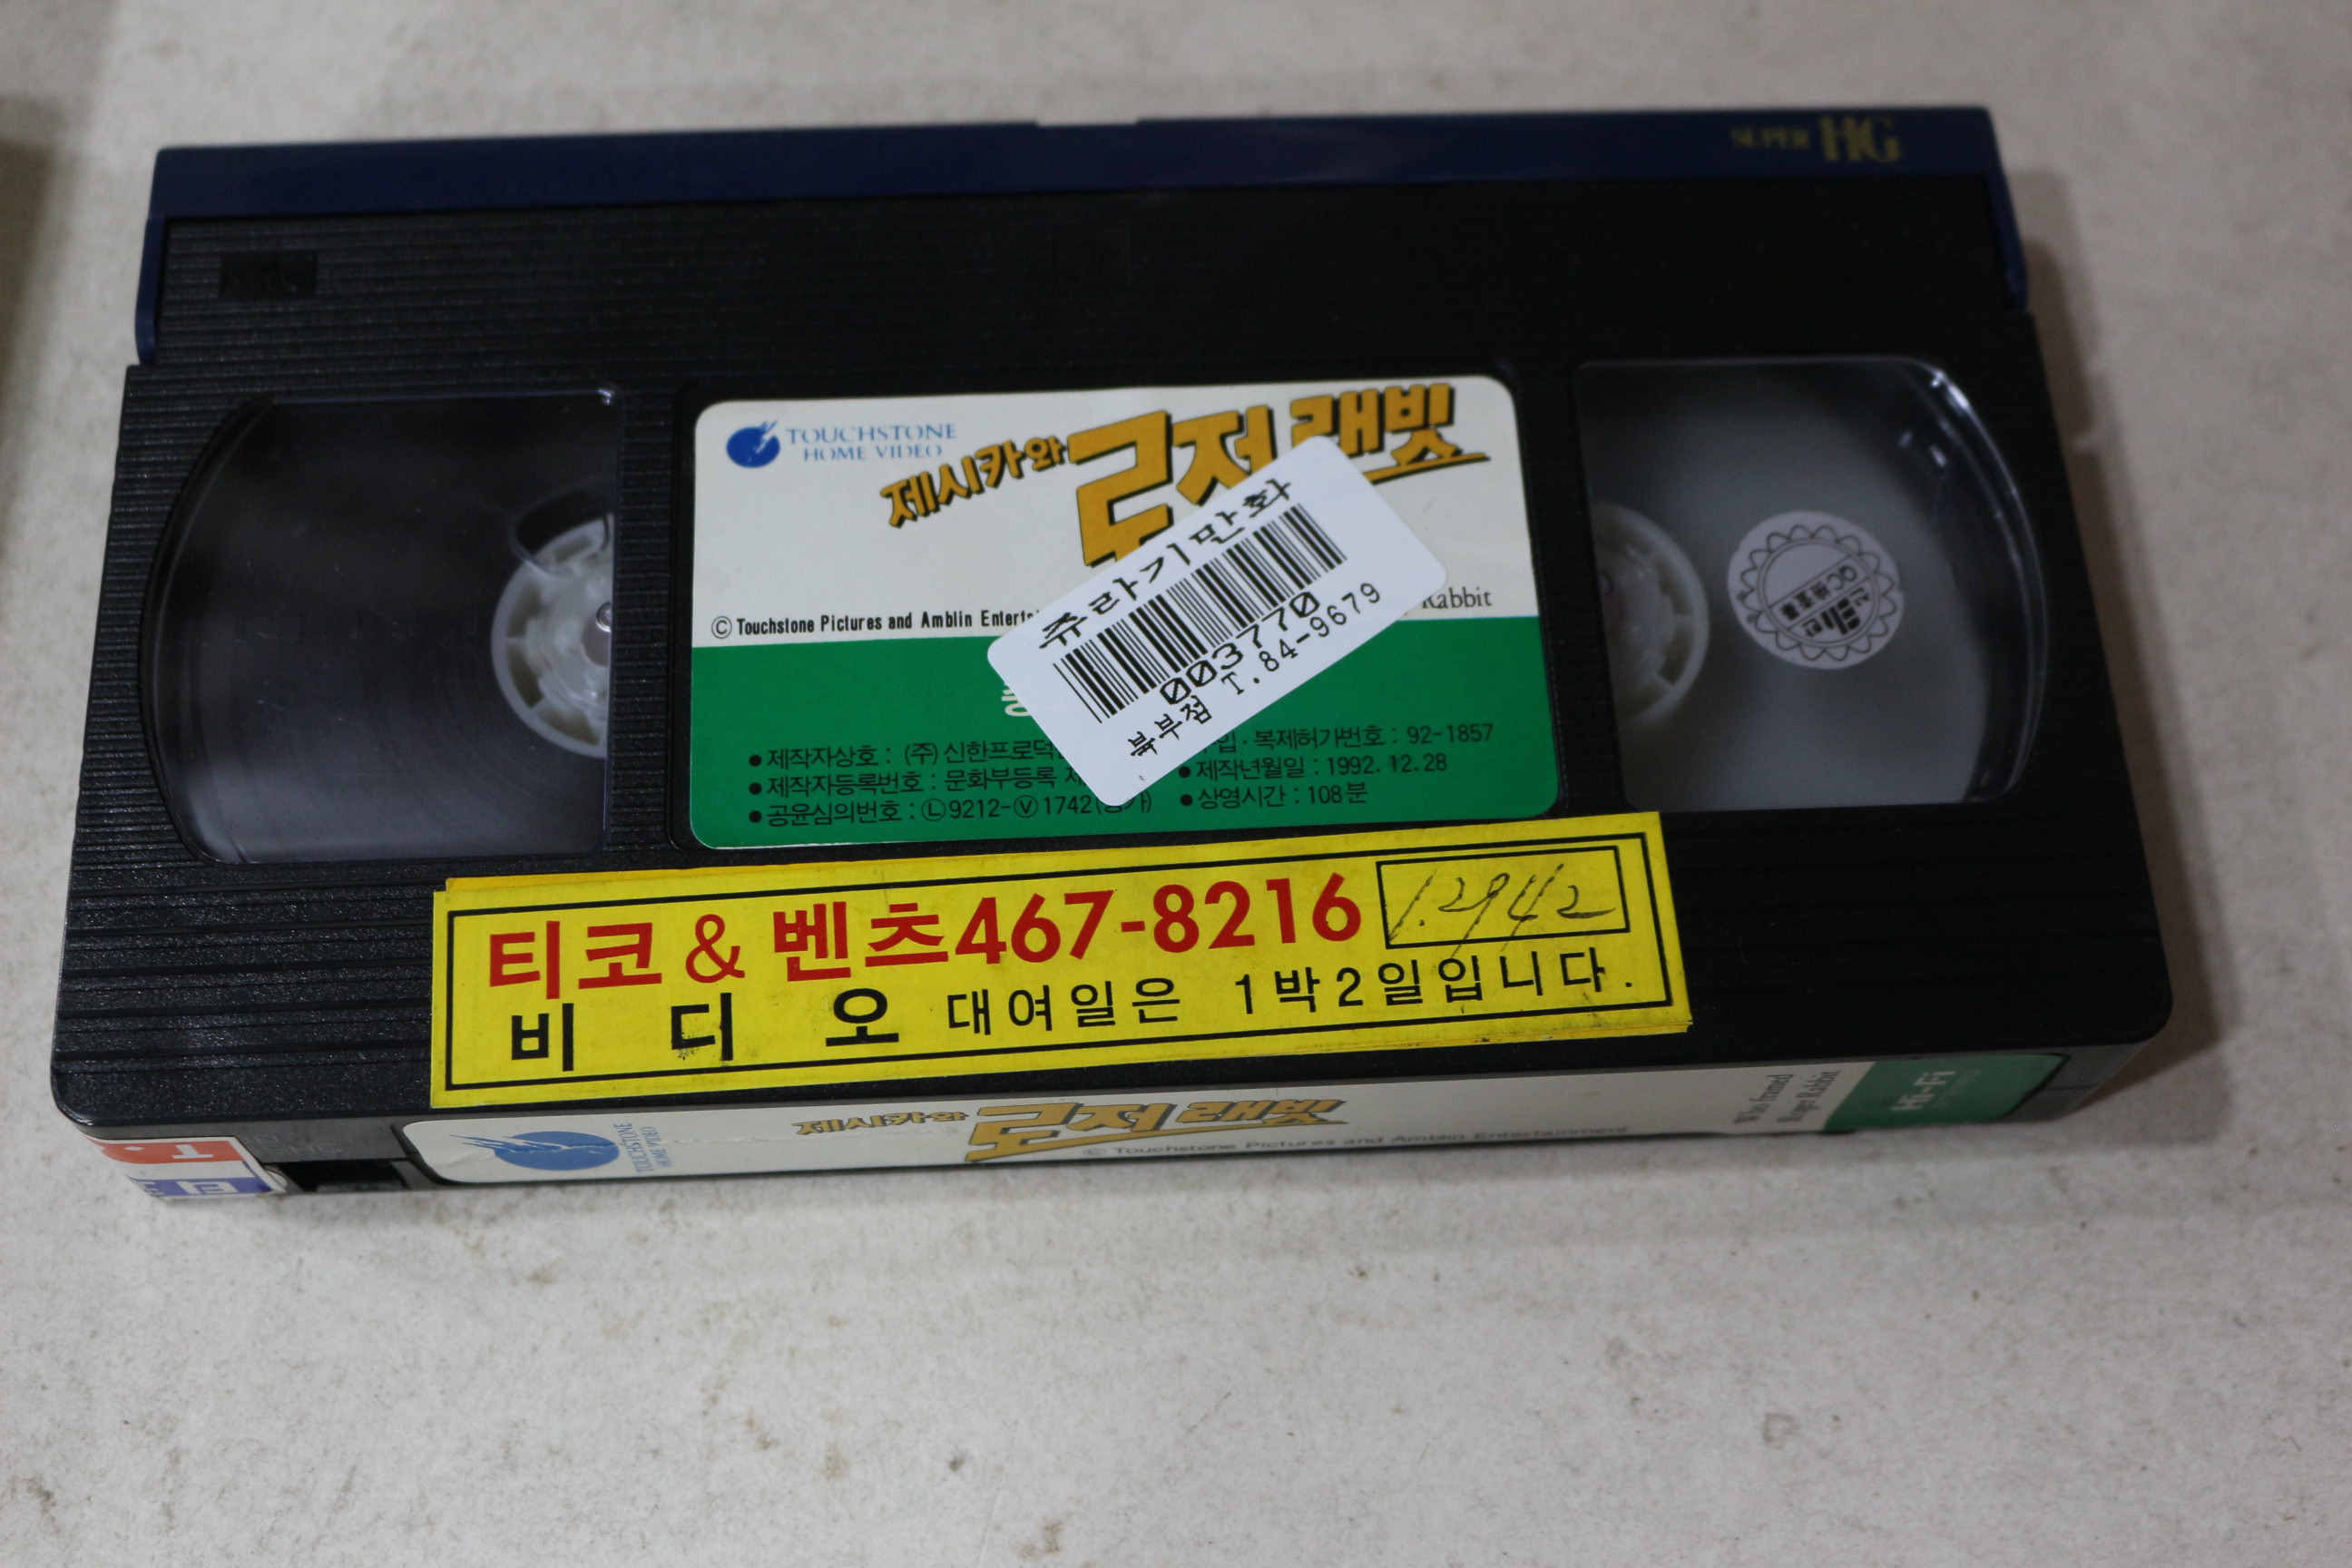 SUPER HG
VHS
TOUCHSTONE
HOME VIDEO
제시카와 로저 래빗
© Touchstone Pictures and Amblin
Rabbit
쥬라기만화
003770
북부점 T.84-9679
● 제작자상호 : (주) 신한프로덕
복제허가번호 : 92-1857
● 제작자등록번호 : 문화부등록
● 제작년월일 : 1992. 12. 28
● 공윤심의번호 : Ⓛ9212-Ⓥ1742
● 상영시간 : 108분
티코 & 벤츠 467-8216 1.2942
비디오 대여일은 1박2일입니다.
TOUCHSTONE
HOME VIDEO
제시카와 로저 래빗
© Touchstone Pictures and Amblin Entertainment
Who framed
Roger Rabbit
Hi-Fi